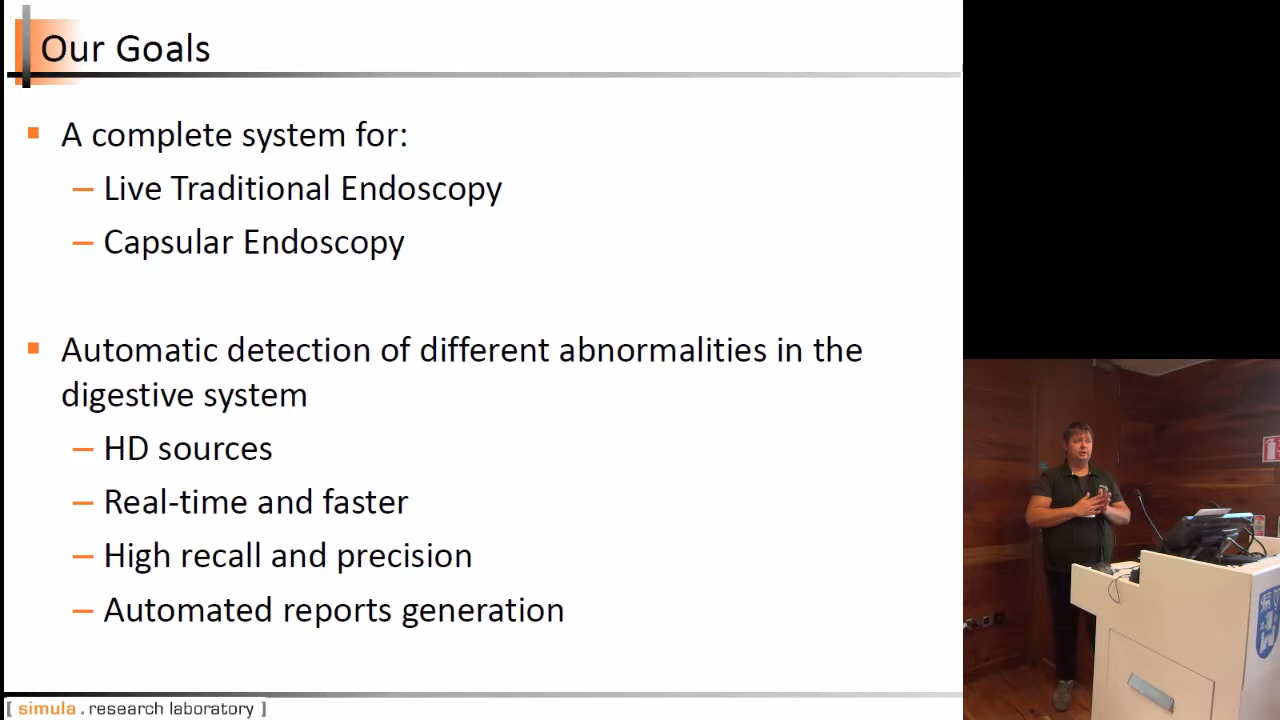 Our Goals
▪ A complete system for:
– Live Traditional Endoscopy
– Capsular Endoscopy
▪ Automatic detection of different abnormalities in the
digestive system
– HD sources
– Real-time and faster
– High recall and precision
– Automated reports generation
[ simula . research laboratory ]